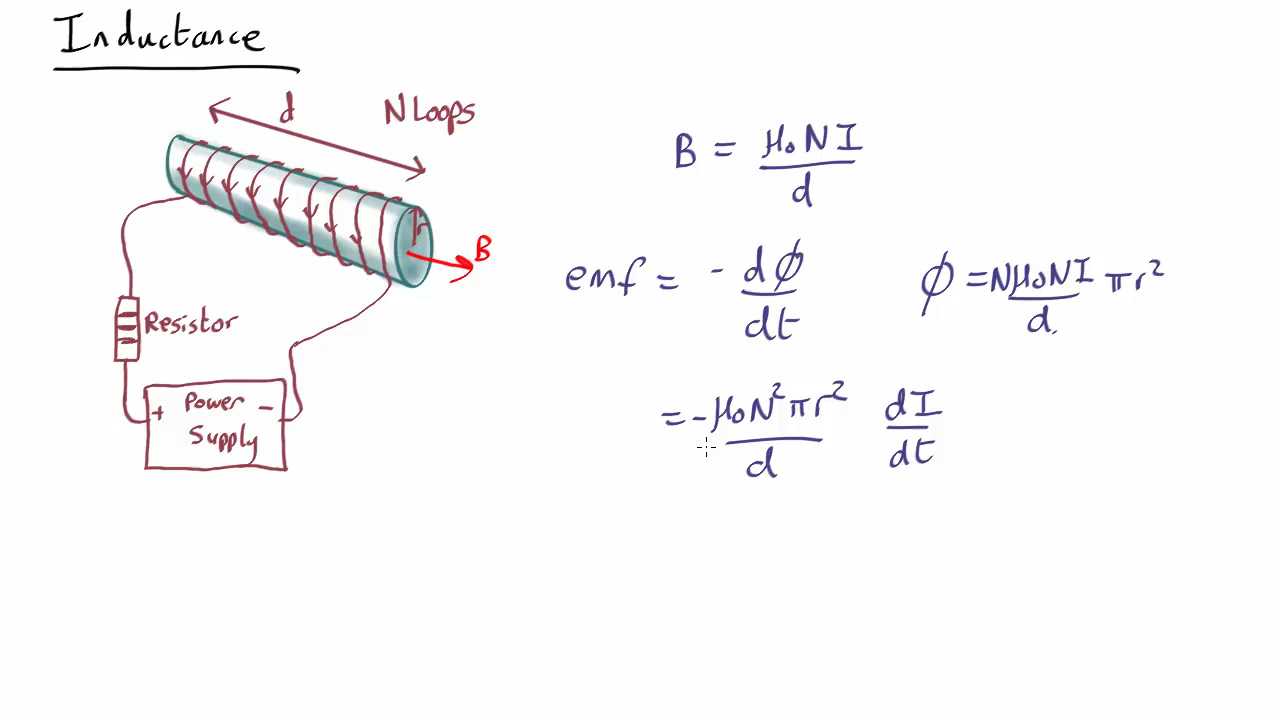 Inductance
d
N Loops
r
B
Resistor
+ Power Supply -
B = μ₀NI/d
emf = - dφ/dt
φ = Nμ₀NI/d πr²
= - μ₀N²πr²/d dI/dt